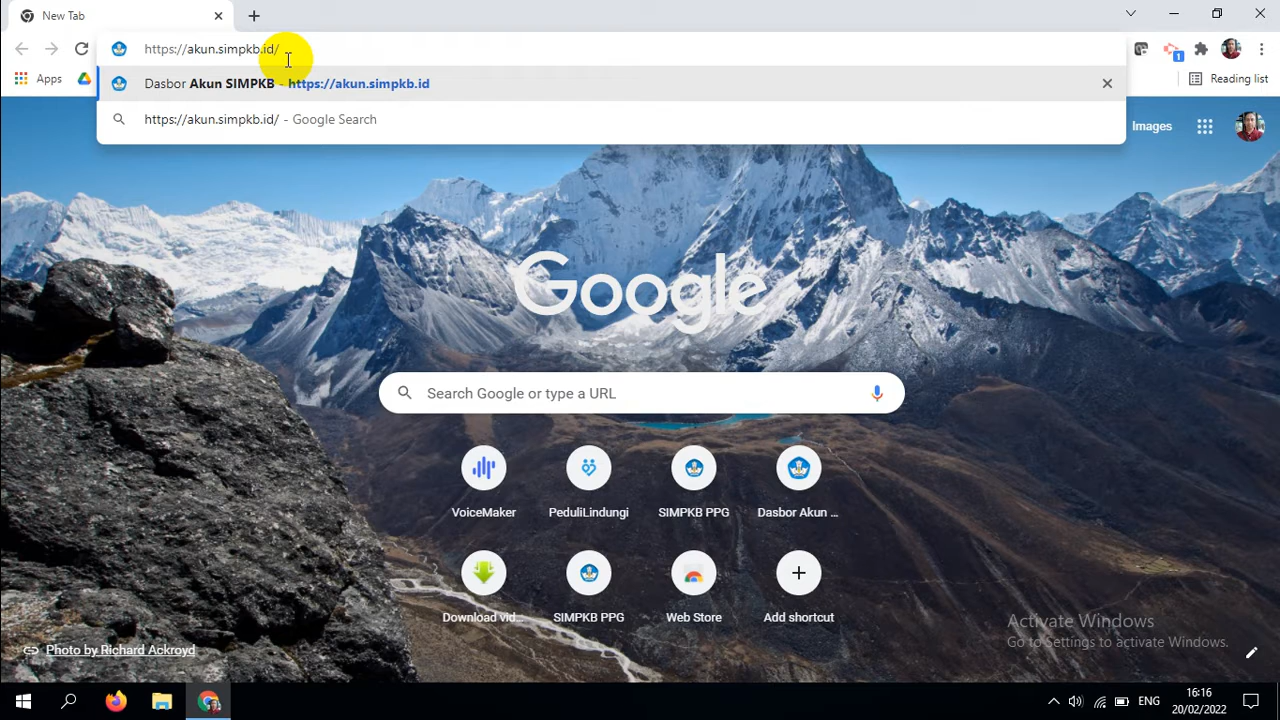 New Tab
https://akun.simpkb.id/
Apps
Reading list
Dasbor Akun SIMPKB - https://akun.simpkb.id
https://akun.simpkb.id/ - Google Search
Images
Google
Search Google or type a URL
VoiceMaker
PeduliLindungi
SIMPKB PPG
Dasbor Akun ...
Download vid...
SIMPKB PPG
Web Store
Add shortcut
Activate Windows
Go to Settings to activate Windows.
Photo by Richard Ackroyd
1
ENG
16:16
20/02/2022